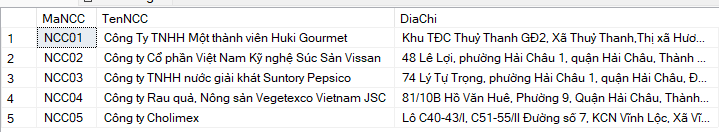 MaNCC TenNCC DiaChi
1 NCC01 Công Ty TNHH Một thành viên Huki Gourmet Khu TĐC Thuỷ Thanh GĐ2, Xã Thuỷ Thanh,Thị xã Hươ...
2 NCC02 Công ty Cổ phần Việt Nam Kỹ nghệ Súc Sản Vissan 48 Lê Lợi, phường Hải Châu 1, quận Hải Châu, Thành ...
3 NCC03 Công ty TNHH nước giải khát Suntory Pepsico 74 Lý Tự Trọng, phường Hải Châu 1, quận Hải Châu, Đ...
4 NCC04 Công ty Rau quả, Nông sản Vegetexco Vietnam JSC 81/10B Hồ Văn Huê, Phường 9, Quận Hải Châu, Thành...
5 NCC05 Công ty Cholimex Lô C40-43/I, C51-55/II Đường số 7, KCN Vĩnh Lộc, Xã Vĩ...